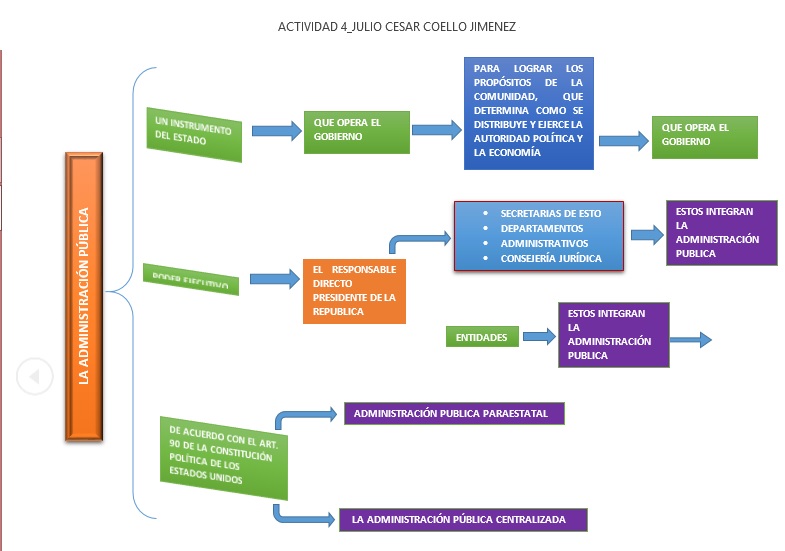 ACTIVIDAD 4_JULIO CESAR COELLO JIMENEZ
LA ADMINISTRACIÓN PÚBLICA
UN INSTRUMENTO
DEL ESTADO
QUE OPERA EL
GOBIERNO
PARA LOGRAR LOS
PROPÓSITOS DE LA
COMUNIDAD, QUE
DETERMINA COMO SE
DISTRIBUYE Y EJERCE LA
AUTORIDAD POLÍTICA Y
LA ECONOMÍA
QUE OPERA EL
GOBIERNO
PODER EJECUTIVO
EL RESPONSABLE
DIRECTO
PRESIDENTE DE LA
REPUBLICA
• SECRETARIAS DE ESTO
• DEPARTAMENTOS
• ADMINISTRATIVOS
• CONSEJERÍA JURÍDICA
ESTOS INTEGRAN
LA
ADMINISTRACIÓN
PUBLICA
ENTIDADES
ESTOS INTEGRAN
LA
ADMINISTRACIÓN
PUBLICA
DE ACUERDO CON EL ART.
90 DE LA CONSTITUCIÓN
POLÍTICA DE LOS
ESTADOS UNIDOS
ADMINISTRACIÓN PUBLICA PARAESTATAL
LA ADMINISTRACIÓN PÚBLICA CENTRALIZADA